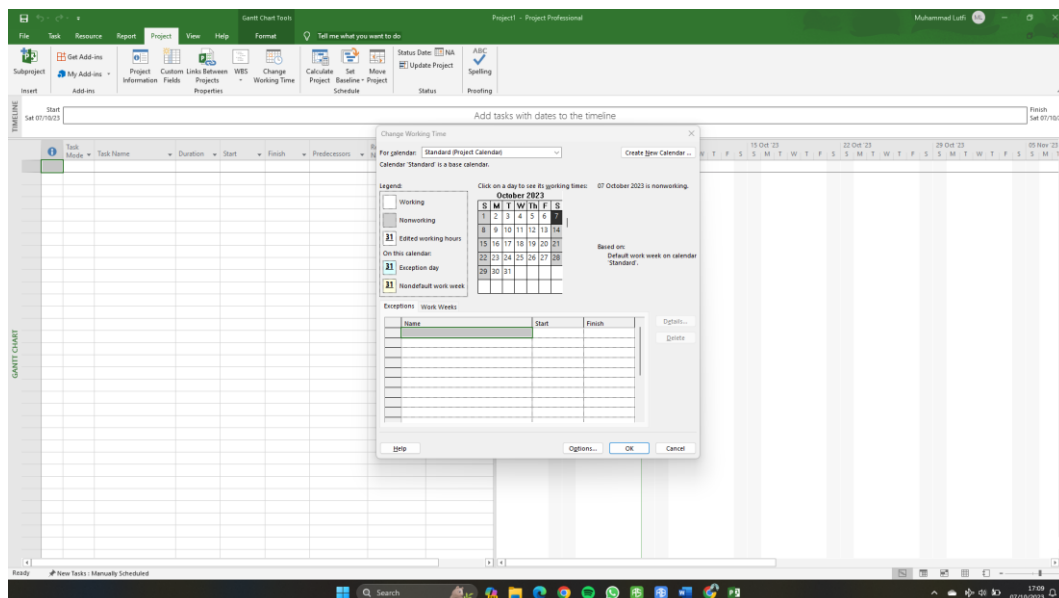 Gantt Chart Tools
Project1 - Project Professional
Muhammad Lutfi
File Task Resource Report Project View Help Format Tell me what you want to do
Subproject
Get Add-ins
My Add-ins
Project Information
Custom Fields
Links Between Projects
WBS
Change Working Time
Calculate Project
Set Baseline
Move Project
Status Date: NA
Update Project
ABC
Spelling
Insert Add-ins Properties Schedule Status Proofing
TIMELINE
Start
Sat 07/10/23
Add tasks with dates to the timeline
Finish
Sat 07/10/
Task Mode Task Name Duration Start Finish Predecessors
15 Oct '23 22 Oct '23 29 Oct '23 05 Nov '23
W T F S S M T W T F S S M T W T F S S M T W T F S S M T
GANTT CHART
Change Working Time
For calendar: Standard (Project Calendar)
Create New Calendar ...
Calendar 'Standard' is a base calendar.
Legend:
Working
Nonworking
31 Edited working hours
On this calendar:
31 Exception day
31 Nondefault work week
Click on a day to see its working times:
October 2023
S M T W Th F S
1 2 3 4 5 6 7
8 9 10 11 12 13 14
15 16 17 18 19 20 21
22 23 24 25 26 27 28
29 30 31
07 October 2023 is nonworking.
Based on:
Default work week on calendar
'Standard'.
Exceptions Work Weeks
Name Start Finish
Details...
Delete
Help Options... OK Cancel
Ready New Tasks : Manually Scheduled
Search
17:09
07/10/2023